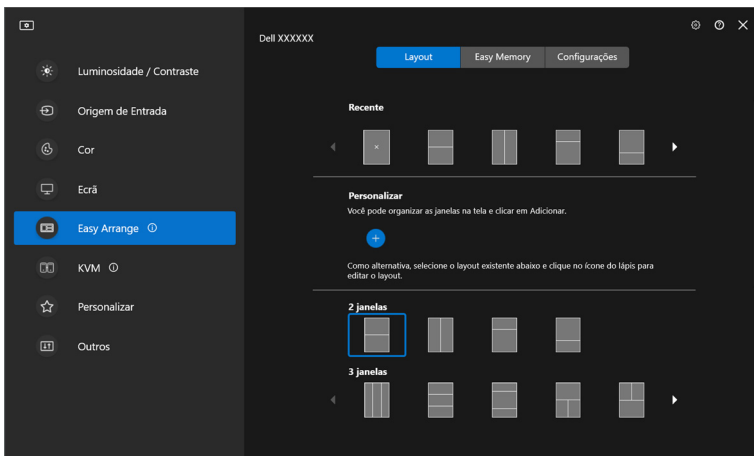 Dell XXXXXX
Layout
Easy Memory
Configurações
Luminosidade / Contraste
Origem de Entrada
Cor
Ecrã
Easy Arrange
KVM
Personalizar
Outros
Recente
Personalizar
Você pode organizar as janelas na tela e clicar em Adicionar.
Como alternativa, selecione o layout existente abaixo e clique no ícone do lápis para
editar o layout.
2 janelas
3 janelas